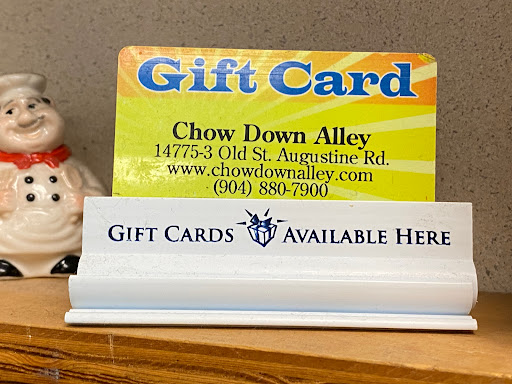 Gift Card
Chow Down Alley
14775-3 Old St. Augustine Rd.
www.chowdownalley.com
(904) 880-7900
GIFT CARDS AVAILABLE HERE